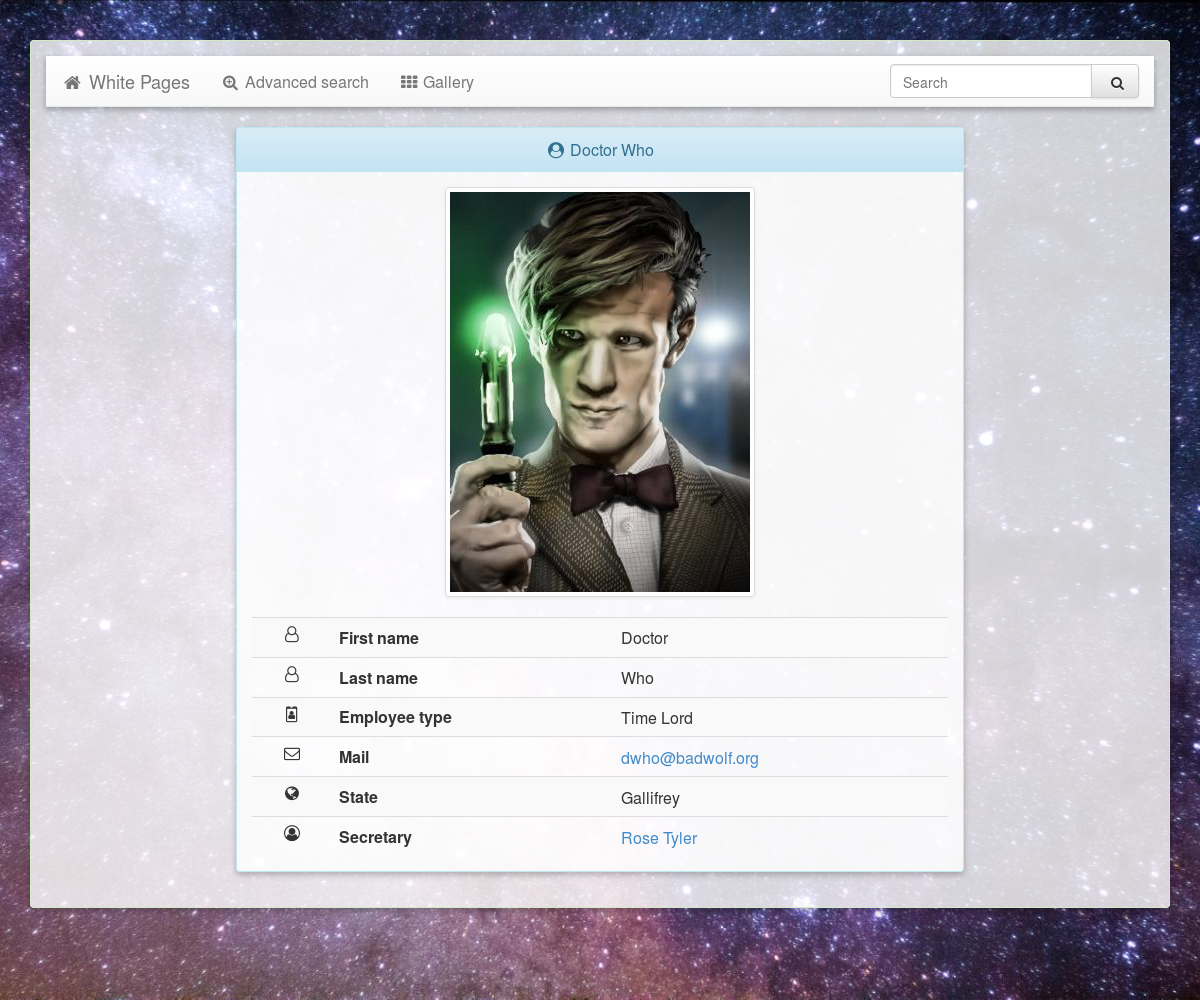 White Pages Advanced search Gallery Search
Doctor Who
First name Doctor
Last name Who
Employee type Time Lord
Mail dwho@badwolf.org
State Gallifrey
Secretary Rose Tyler